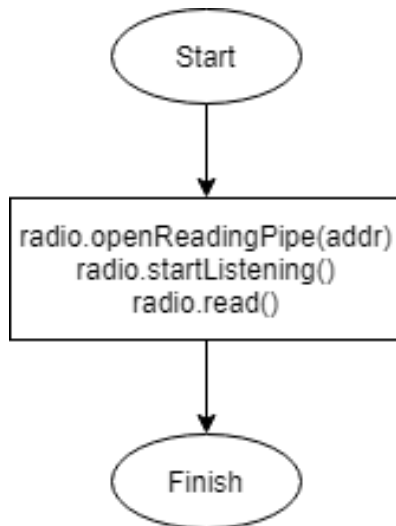 Start
radio.openReadingPipe(addr)
radio.startListening()
radio.read()
Finish